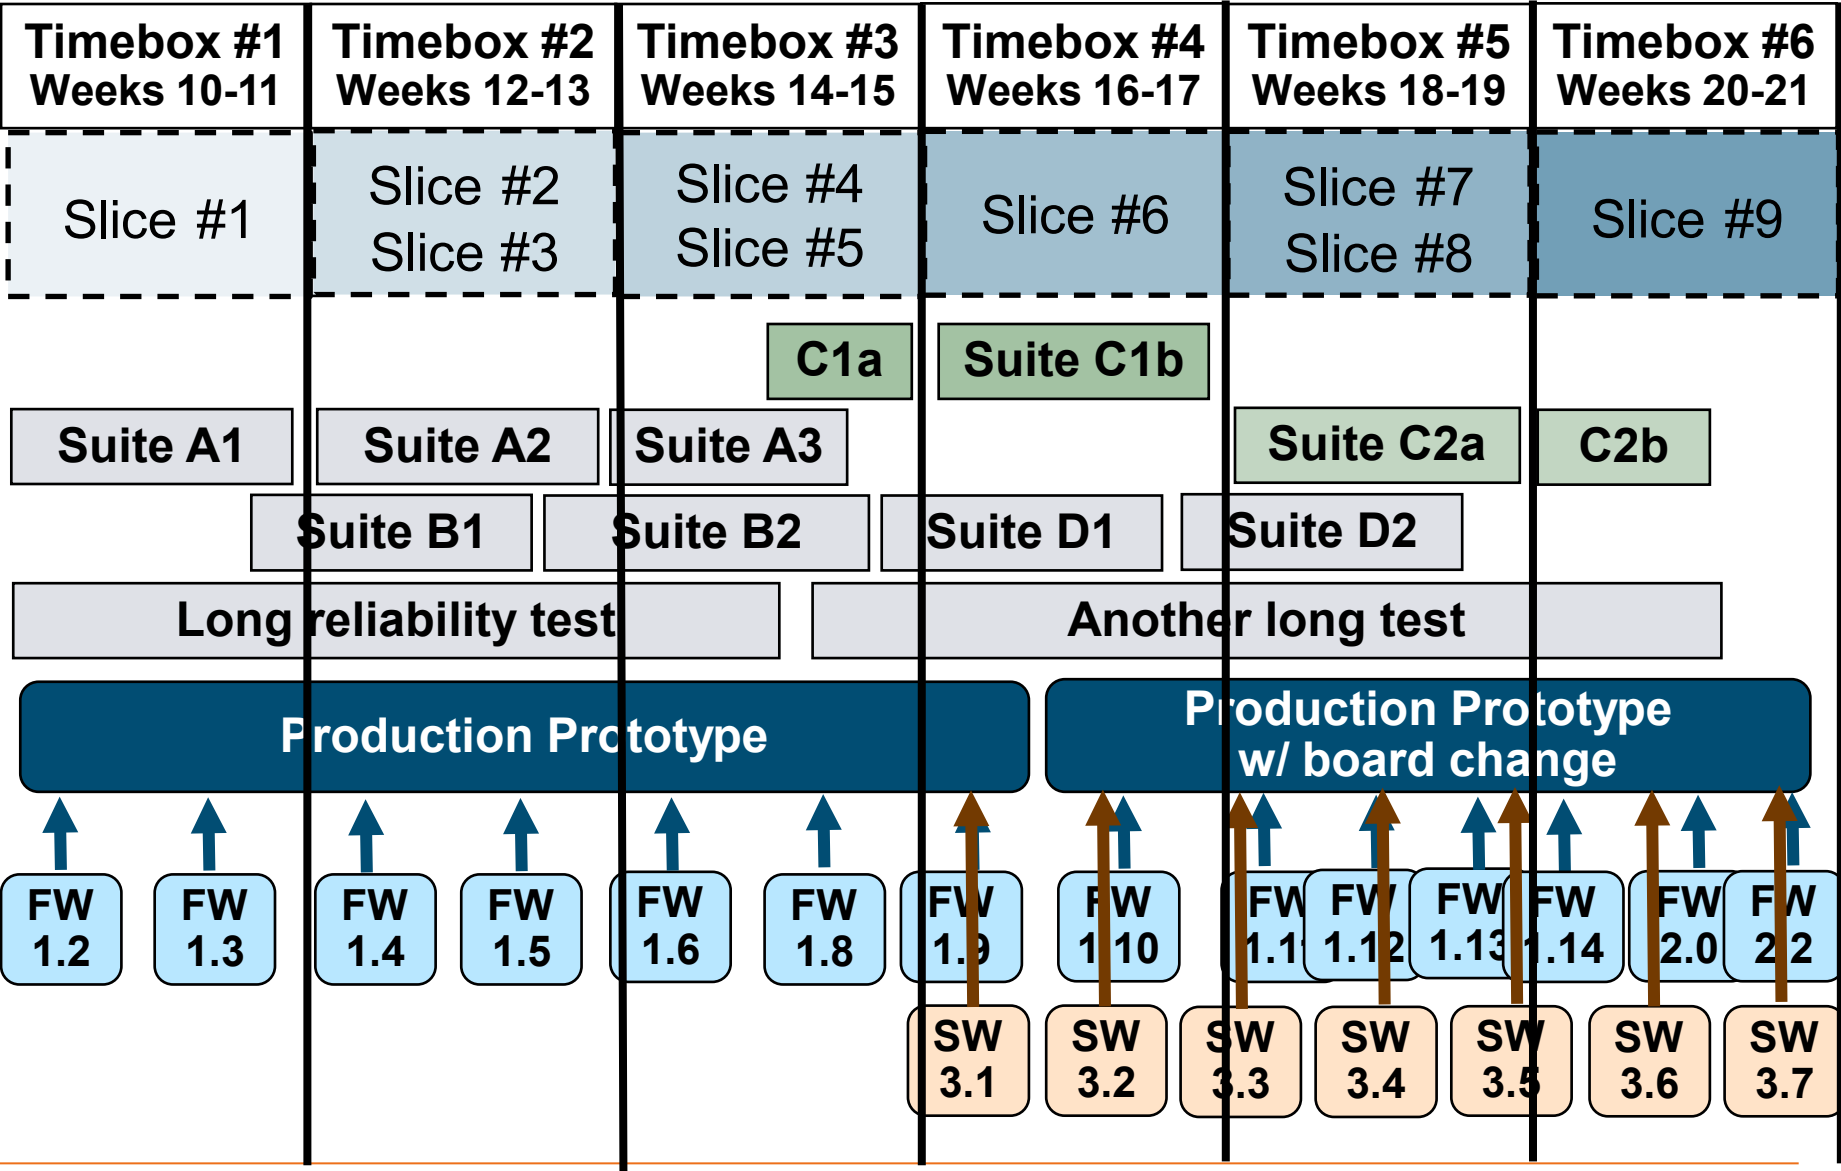 Timebox #1
Weeks 10-11
Timebox #2
Weeks 12-13
Timebox #3
Weeks 14-15
Timebox #4
Weeks 16-17
Timebox #5
Weeks 18-19
Timebox #6
Weeks 20-21
Slice #1
Slice #2
Slice #3
Slice #4
Slice #5
Slice #6
Slice #7
Slice #8
Slice #9
C1a
Suite C1b
Suite A1
Suite A2
Suite A3
Suite C2a
C2b
Suite B1
Suite B2
Suite D1
Suite D2
Long reliability test
Another long test
Production Prototype
Production Prototype
w/ board change
FW
1.2
FW
1.3
FW
1.4
FW
1.5
FW
1.6
FW
1.8
FW
1.9
FW
1.10
FW
1.11
FW
1.12
FW
1.13
FW
1.14
FW
2.0
FW
2.2
SW
3.1
SW
3.2
SW
3.3
SW
3.4
SW
3.5
SW
3.6
SW
3.7